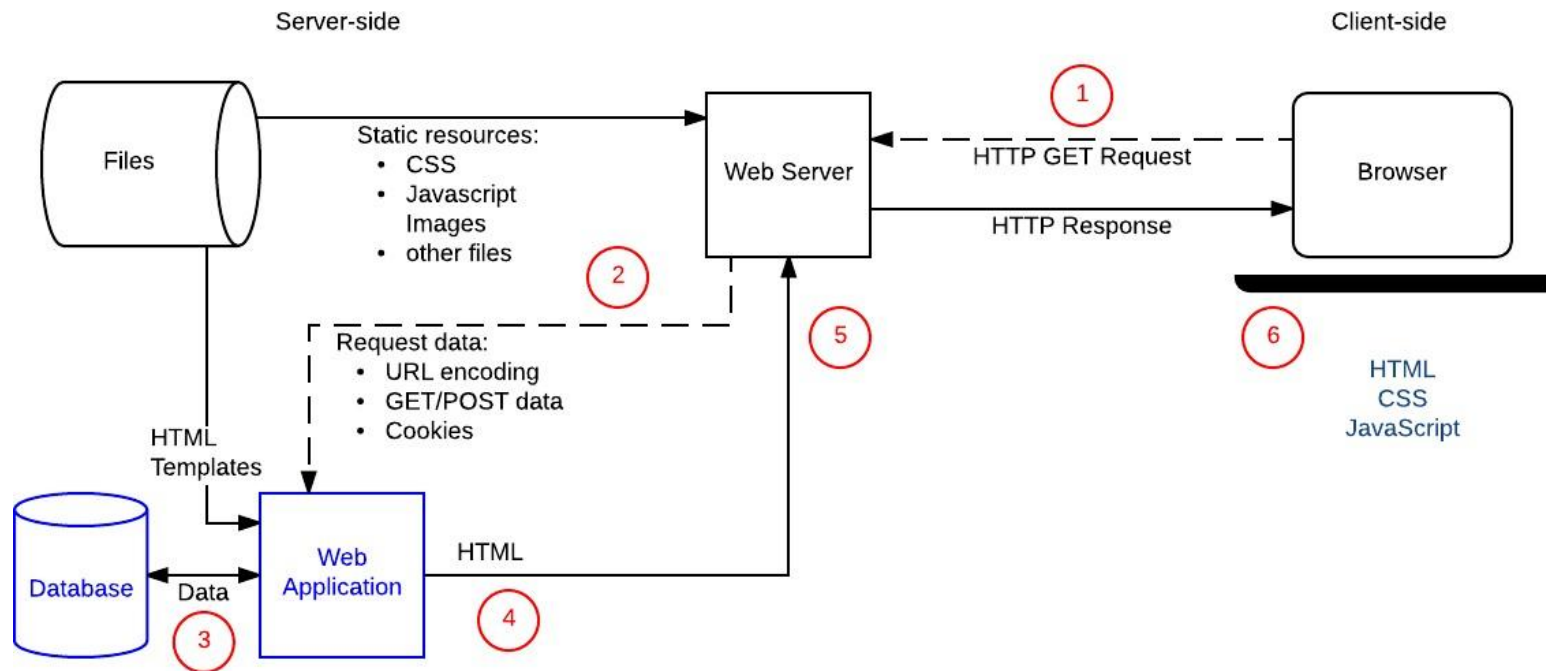 Server-side
Client-side
Files
Static resources:
• CSS
• Javascript
Images
• other files
Web Server
1
HTTP GET Request
HTTP Response
Browser
2
Request data:
• URL encoding
• GET/POST data
• Cookies
5
6
HTML
CSS
JavaScript
HTML
Templates
Database
Data
3
Web
Application
HTML
4